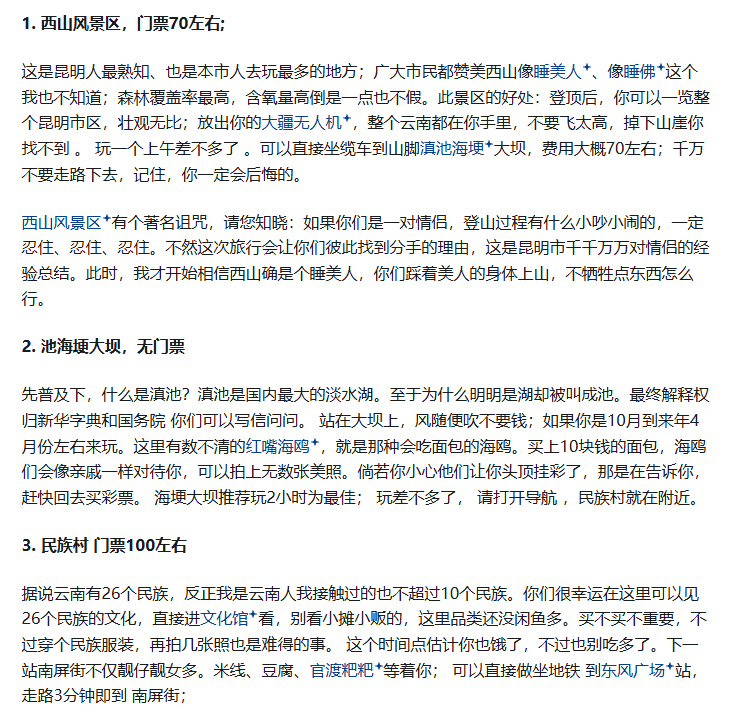 1. 西山风景区，门票70左右;
这是昆明人最熟知、也是本市人去玩最多的地方；广大市民都赞美西山像睡美人、像睡佛这个
我也不知道；森林覆盖率最高，含氧量高倒是一点也不假。此景区的好处：登顶后，你可以一览整
个昆明市区，壮观无比；放出你的大疆无人机，整个云南都在你手里，不要飞太高，掉下山崖你
找不到 。 玩一个上午差不多了 。可以直接坐缆车到山脚滇池海埂大坝，费用大概70左右；千万
不要走路下去，记住，你一定会后悔的。
西山风景区有个著名诅咒，请您知晓：如果你们是一对情侣，登山过程有什么小吵小闹的，一定
忍住、忍住、忍住。不然这次旅行会让你们彼此找到分手的理由，这是昆明市千千万万对情侣的经
验总结。此时，我才开始相信西山确是个睡美人，你们踩着美人的身体上山，不牺牲点东西怎么
行。
2. 池海埂大坝，无门票
先普及下，什么是滇池？滇池是国内最大的淡水湖。至于为什么明明是湖却被叫成池。最终解释权
归新华字典和国务院 你们可以写信问问。 站在大坝上，风随便吹不要钱；如果你是10月到来年4
月份左右来玩。这里有数不清的红嘴海鸥，就是那种会吃面包的海鸥。买上10块钱的面包，海鸥
们会像亲戚一样对待你，可以拍上无数张美照。倘若你小心他们让你头顶挂彩了，那是在告诉你，
赶快回去买彩票。 海埂大坝推荐玩2小时为最佳； 玩差不多了， 请打开导航 ，民族村就在附近。
3. 民族村 门票100左右
据说云南有26个民族，反正我是云南人我接触过的也不超过10个民族。你们很幸运在这里可以见
26个民族的文化，直接进文化馆看，别看小摊小贩的，这里品类还没闲鱼多。买不买不重要，不
过穿个民族服装，再拍几张照也是难得的事。 这个时间点估计你也饿了，不过也别吃多了。下一
站南屏街不仅靓仔靓女多。米线、豆腐、官渡粑粑等着你； 可以直接做坐地铁 到东风广场站，
走路3分钟即到 南屏街；